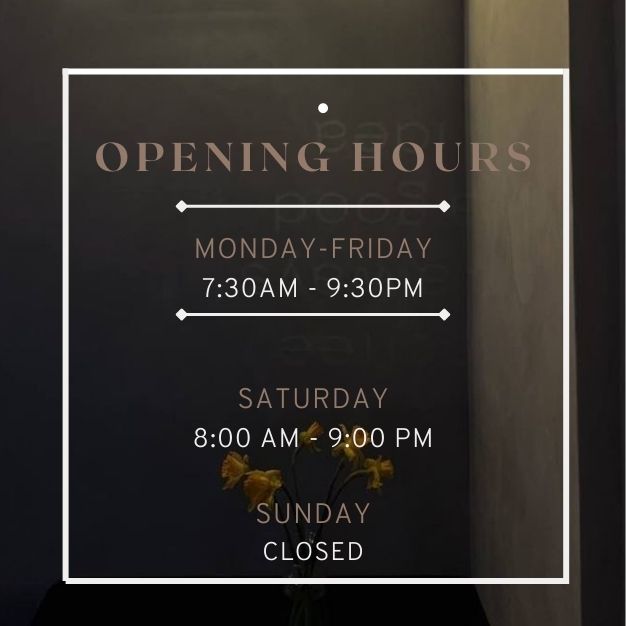 OPENING HOURS
MONDAY-FRIDAY
7:30AM - 9:30PM
SATURDAY
8:00 AM - 9:00 PM
SUNDAY
CLOSED